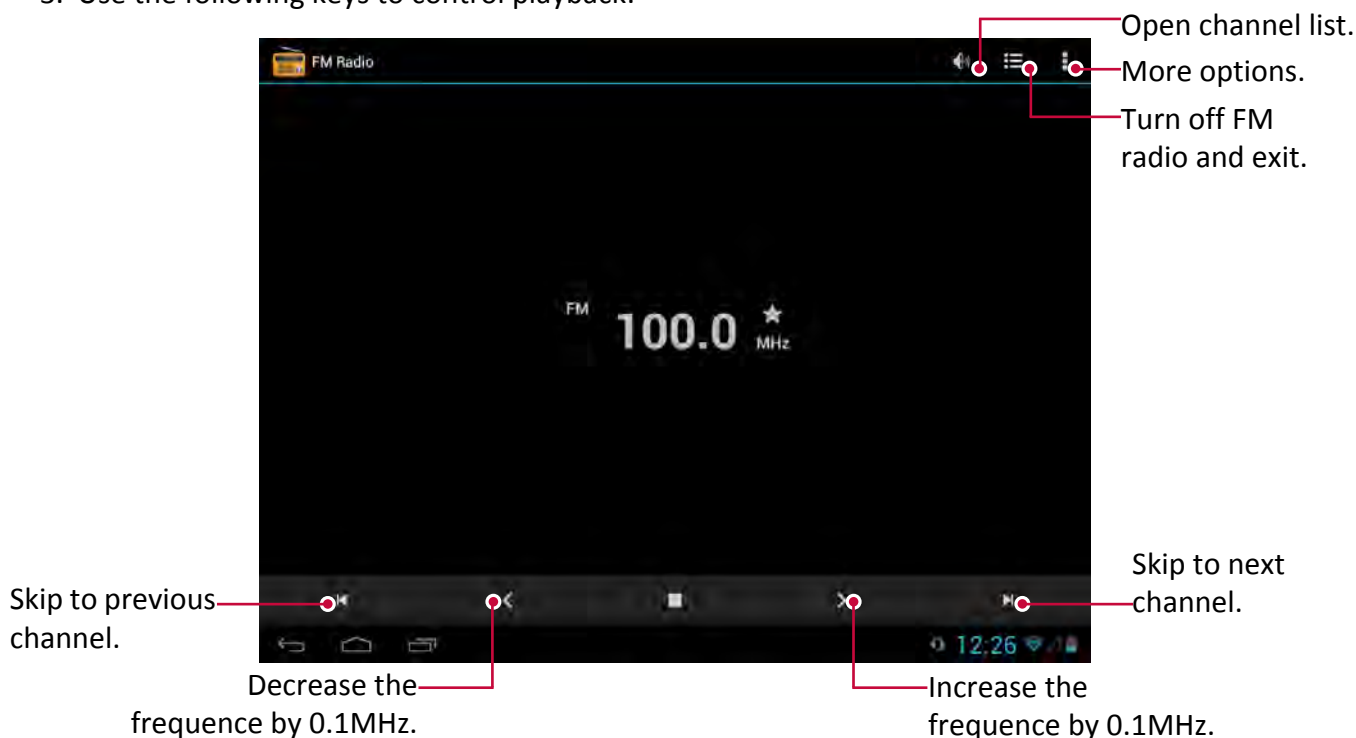 3. Use the following keys to control playback.
Open channel list.
FM Radio
More options.
Turn off FM
radio and exit.
FM
100.0
MHz
Skip to next
channel.
Skip to previous
channel.
12:26
Decrease the
frequence by 0.1MHz.
Increase the
frequence by 0.1MHz.